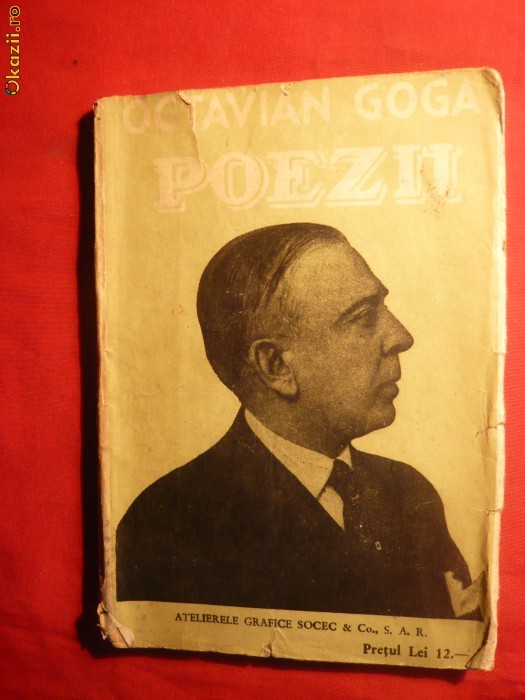 Okazii.ro
OCTAVIAN GOGA
POEZII
ATELIERELE GRAFICE SOCEC & Co., S. A. R.
Prețul Lei 12.—